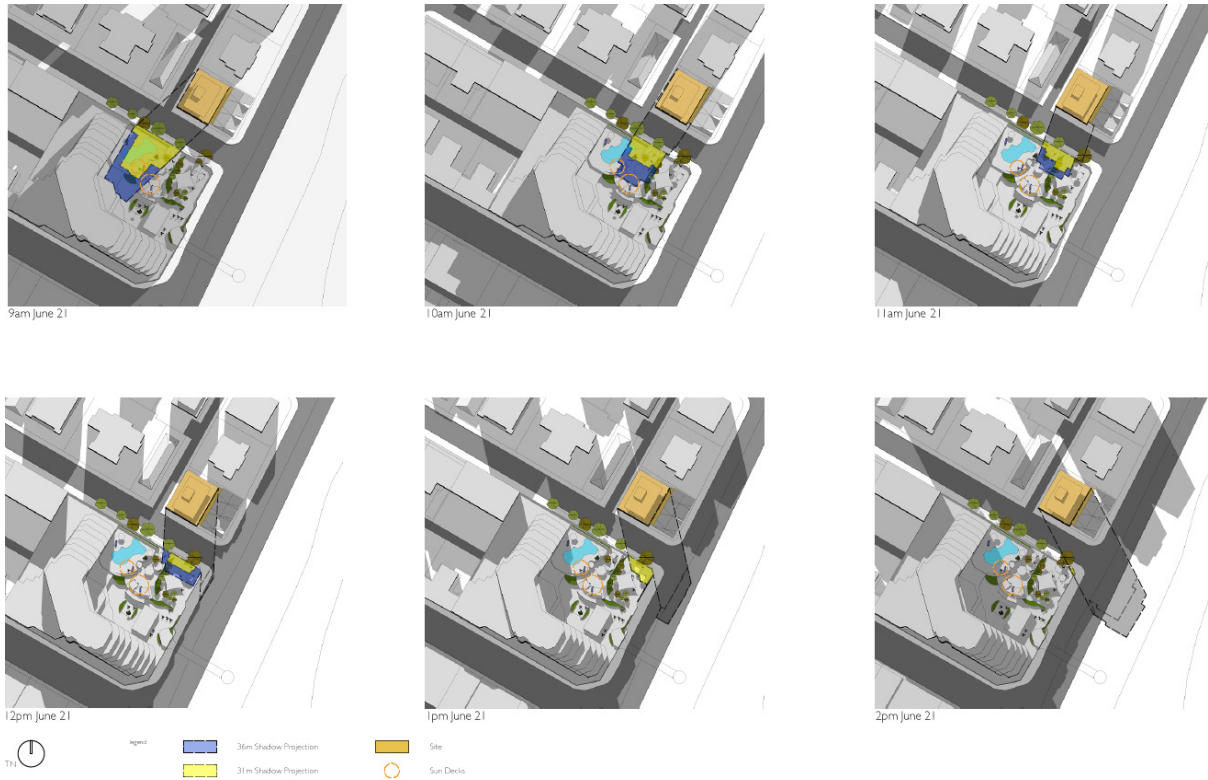 9am June 21
10am June 21
11am June 21
12pm June 21
1pm June 21
2pm June 21
TN
legend
36m Shadow Projection
Site
31m Shadow Projection
Sun Decks